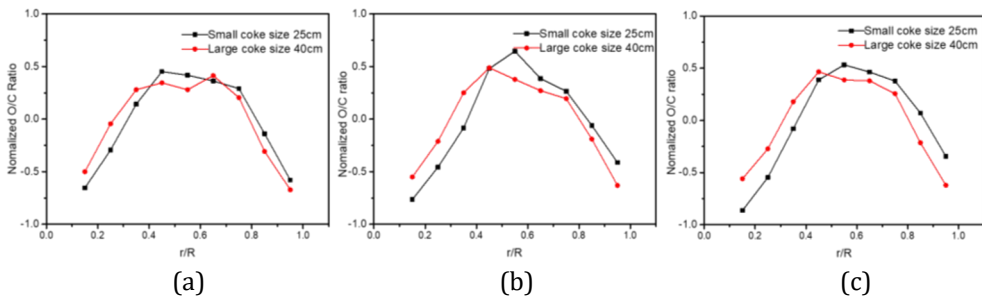 Nomalized O/C Ratio
1.0
0.5
0.0
-0.5
-1.0
Small coke size 25cm
Large coke size 40cm
0.0 0.2 0.4 0.6 0.8 1.0
r/R
(a)
Nomalized O/C ratio
1.0
0.5
0.0
-0.5
-1.0
Small coke size 25cm
Large coke size 40cm
0.0 0.2 0.4 0.6 0.8 1.0
r/R
(b)
Nomalized O/C ratio
1.0
0.5
0.0
-0.5
-1.0
Small coke size 25cm
Large coke size 40cm
0.0 0.2 0.4 0.6 0.8 1.0
r/R
(c)